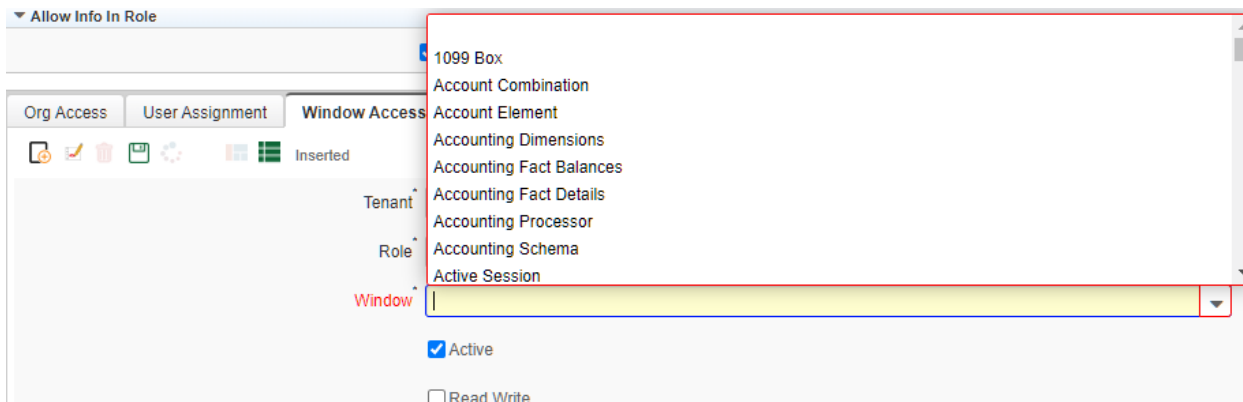 Allow Info In Role
1099 Box
Account Combination
Account Element
Accounting Dimensions
Accounting Fact Balances
Accounting Fact Details
Accounting Processor
Accounting Schema
Active Session
Org Access User Assignment Window Access
Inserted
Tenant*
Role*
Window*
Active
Read Write